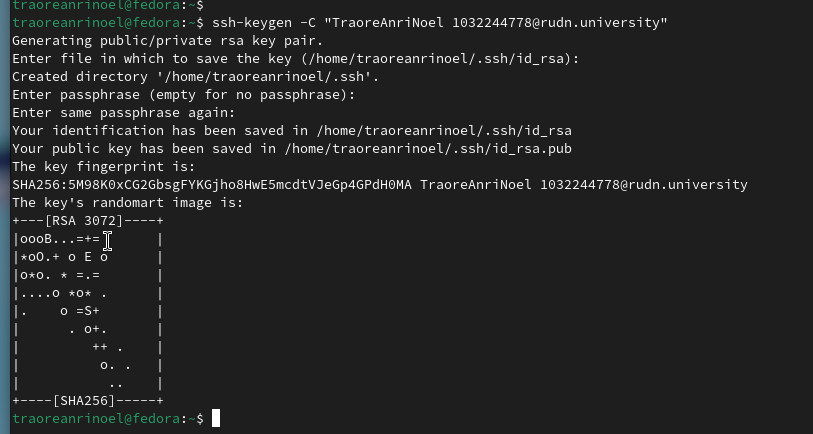 traoreanrinoel@fedora:~$
traoreanrinoel@fedora:~$ ssh-keygen -C "TraoreAnriNoel 1032244778@rudn.university"
Generating public/private rsa key pair.
Enter file in which to save the key (/home/traoreanrinoel/.ssh/id_rsa):
Created directory '/home/traoreanrinoel/.ssh'.
Enter passphrase (empty for no passphrase):
Enter same passphrase again:
Your identification has been saved in /home/traoreanrinoel/.ssh/id_rsa
Your public key has been saved in /home/traoreanrinoel/.ssh/id_rsa.pub
The key fingerprint is:
SHA256:5M98K0xCG2GbsgFYKGjho8HwE5mcdtVJeGp4GPdH0MA TraoreAnriNoel 1032244778@rudn.university
The key's randomart image is:
+---[RSA 3072]----+
|oooB...=+=       |
|*oO.+ o E o      |
|o*o. * =.=       |
|....o *o* .      |
|.    o =S+       |
|      . o+.      |
|         ++ .    |
|          o. .   |
|           ..    |
+----[SHA256]-----+
traoreanrinoel@fedora:~$